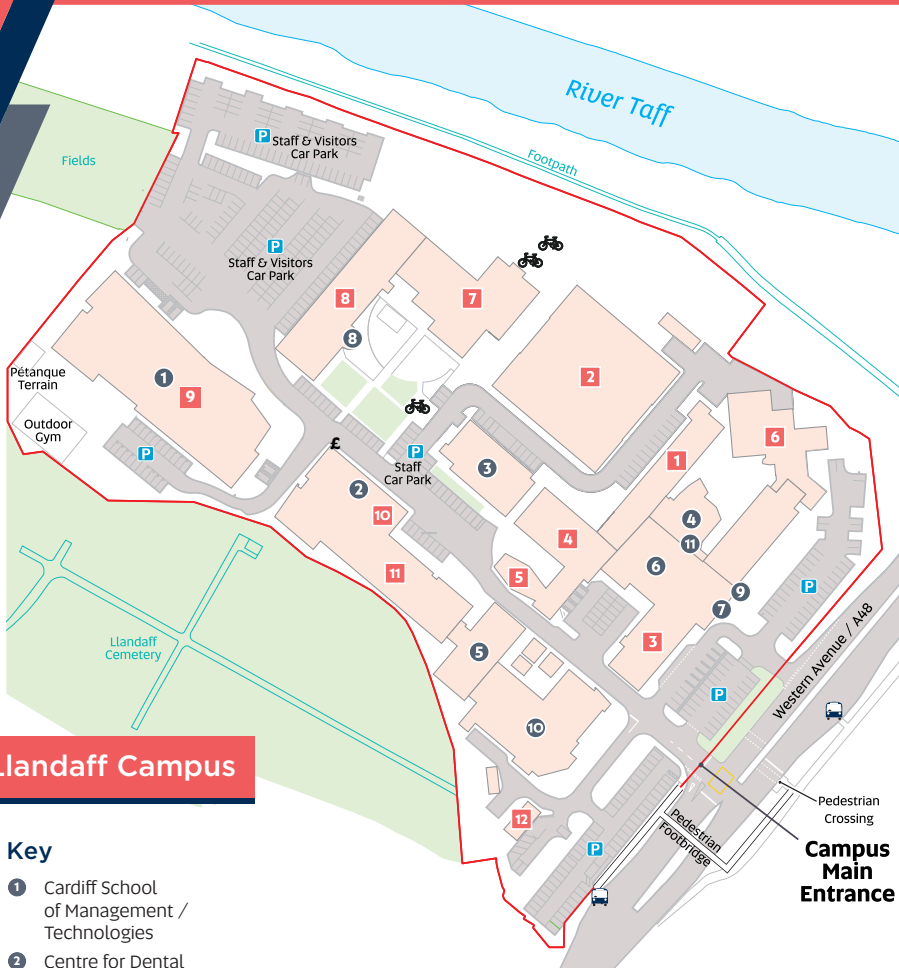 River Taff
Footpath
Fields
P Staff & Visitors
Car Park
P
Staff & Visitors
Car Park
8
7
8
2
1
9
Pétanque
Terrain
Outdoor
Gym
P
£
P
Staff
Car Park
3
1
6
2
10
4
4
11
11
5
6
9
7
P
3
5
Llandaff
Cemetery
P
10
Western Avenue / A48
12
P
Pedestrian
Footbridge
Pedestrian
Crossing
Campus
Main
Entrance
Llandaff Campus
Key
1 Cardiff School
of Management /
Technologies
2 Centre for Dental